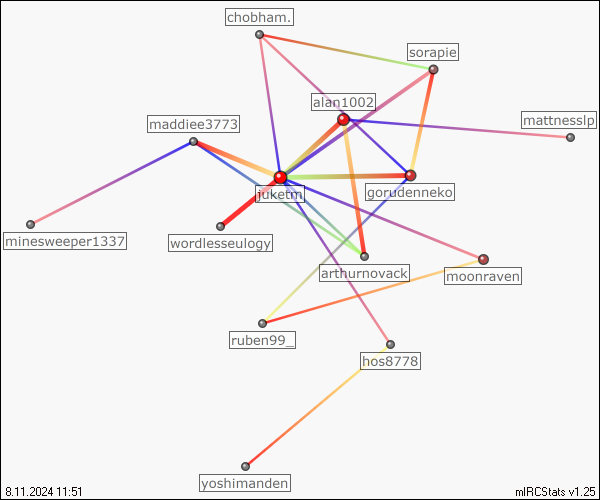 chobham.
sorapie
alan1002
mattnesslp
maddiee3773
juketm
gorudenneko
minesweeper1337
wordlesseulogy
arthurnovack
moonraven
ruben99_
hos8778
yoshimanden
8.11.2024 11:51
mIRCStats v1.25